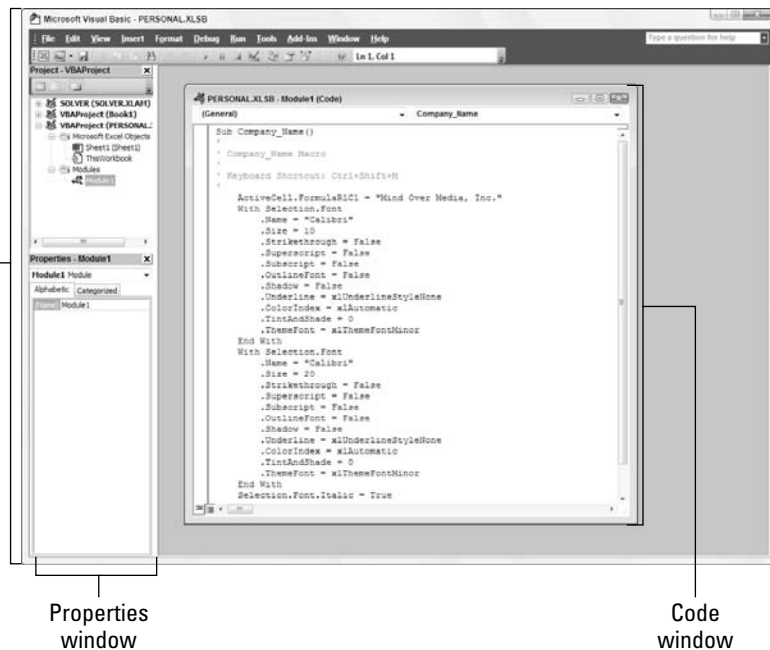 Microsoft Visual Basic - PERSONAL.XLSB
File Edit View Insert Format Debug Run Tools Add-Ins Window Help
Type a question for help
Ln 1, Col 1
Project - VBAProject
SOLVER (SOLVER.XLAM)
VBAProject (Book1)
VBAProject (PERSONAL.
Microsoft Excel Objects
Sheet1 (Sheet1)
ThisWorkbook
Modules
Module1
Properties - Module1
Module1 Module
Alphabetic Categorized
(Name) Module1
PERSONAL.XLSB - Module1 (Code)
(General) Company_Name
Sub Company_Name()
'
' Company_Name Macro
'
' Keyboard Shortcut: Ctrl+Shift+M
'
ActiveCell.FormulaR1C1 = "Mind Over Media, Inc."
With Selection.Font
.Name = "Calibri"
.Size = 10
.Strikethrough = False
.Superscript = False
.Subscript = False
.OutlineFont = False
.Shadow = False
.Underline = xlUnderlineStyleNone
.ColorIndex = xlAutomatic
.TintAndShade = 0
.ThemeFont = xlThemeFontMinor
End With
With Selection.Font
.Name = "Calibri"
.Size = 20
.Strikethrough = False
.Superscript = False
.Subscript = False
.OutlineFont = False
.Shadow = False
.Underline = xlUnderlineStyleNone
.ColorIndex = xlAutomatic
.TintAndShade = 0
.ThemeFont = xlThemeFontMinor
End With
Selection.Font.Italic = True
Properties
window
Code
window